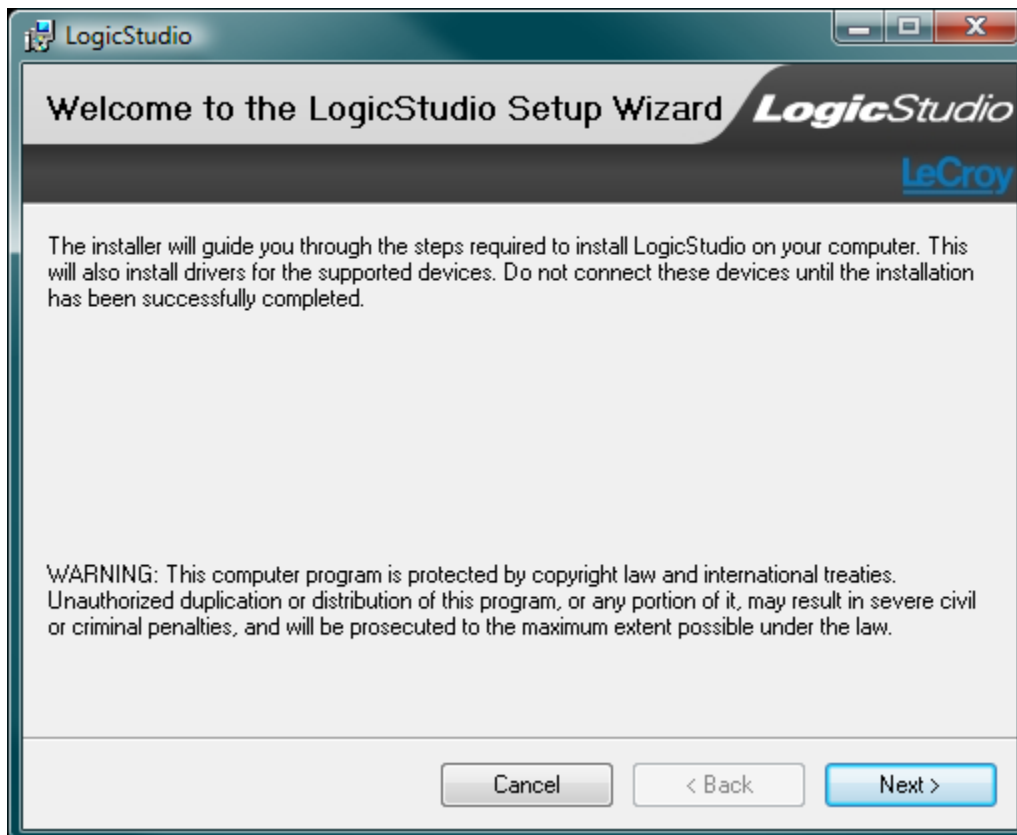 LogicStudio
Welcome to the LogicStudio Setup Wizard
LogicStudio
LeCroy
The installer will guide you through the steps required to install LogicStudio on your computer. This
will also install drivers for the supported devices. Do not connect these devices until the installation
has been successfully completed.
WARNING: This computer program is protected by copyright law and international treaties.
Unauthorized duplication or distribution of this program, or any portion of it, may result in severe civil
or criminal penalties, and will be prosecuted to the maximum extent possible under the law.
Cancel
< Back
Next >